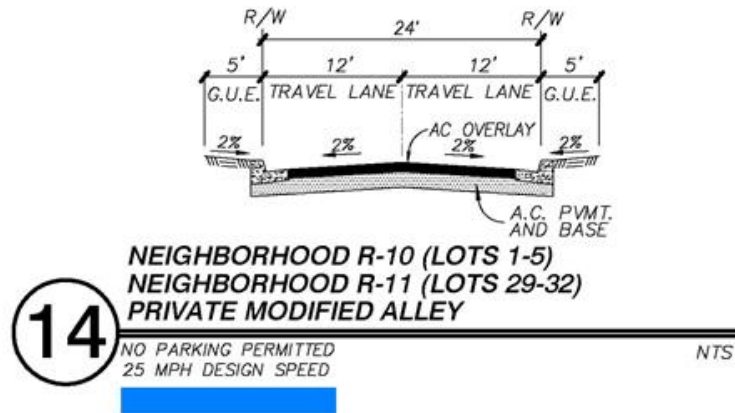 R/W R/W
24'
5' 12' 12' 5'
G.U.E. TRAVEL LANE TRAVEL LANE G.U.E.
AC OVERLAY
2% 2% 2% 2%
A.C. PVMT.
AND BASE
NEIGHBORHOOD R-10 (LOTS 1-5)
NEIGHBORHOOD R-11 (LOTS 29-32)
PRIVATE MODIFIED ALLEY
14
NO PARKING PERMITTED NTS
25 MPH DESIGN SPEED